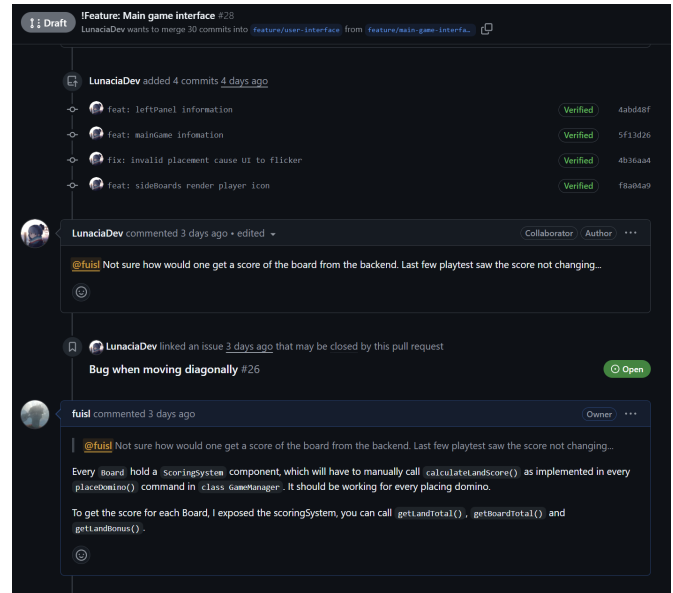 Draft
!Feature: Main game interface #28
LunaciaDev wants to merge 30 commits into feature/user-interface from feature/main-game-interfa…
LunaciaDev added 4 commits 4 days ago
feat: leftPanel information Verified 4abd48f
feat: mainGame infomation Verified 5f13d26
fix: invalid placement cause UI to flicker Verified 4b36aa4
feat: sideBoards render player icon Verified f8a04a9
LunaciaDev commented 3 days ago • edited Collaborator Author
@fuisl Not sure how would one get a score of the board from the backend. Last few playtest saw the score not changing...
LunaciaDev linked an issue 3 days ago that may be closed by this pull request
Bug when moving diagonally #26 Open
fuisl commented 3 days ago Owner
@fuisl Not sure how would one get a score of the board from the backend. Last few playtest saw the score not changing...
Every Board hold a ScoringSystem component, which will have to manually call calculateLandScore() as implemented in every
placeDomino() command in class GameManager. It should be working for every placing domino.
To get the score for each Board, I exposed the scoringSystem, you can call getLandTotal(), getBoardTotal() and
getLandBonus().